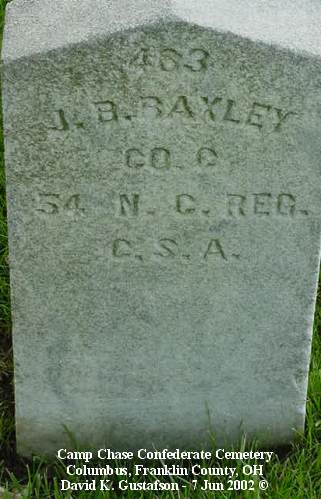 463
J. B. BAXLEY
CO. C.
54 N. C. REG.
C. S. A.
Camp Chase Confederate Cemetery
Columbus, Franklin County, OH
David K. Gustafson - 7 Jun 2002 ©